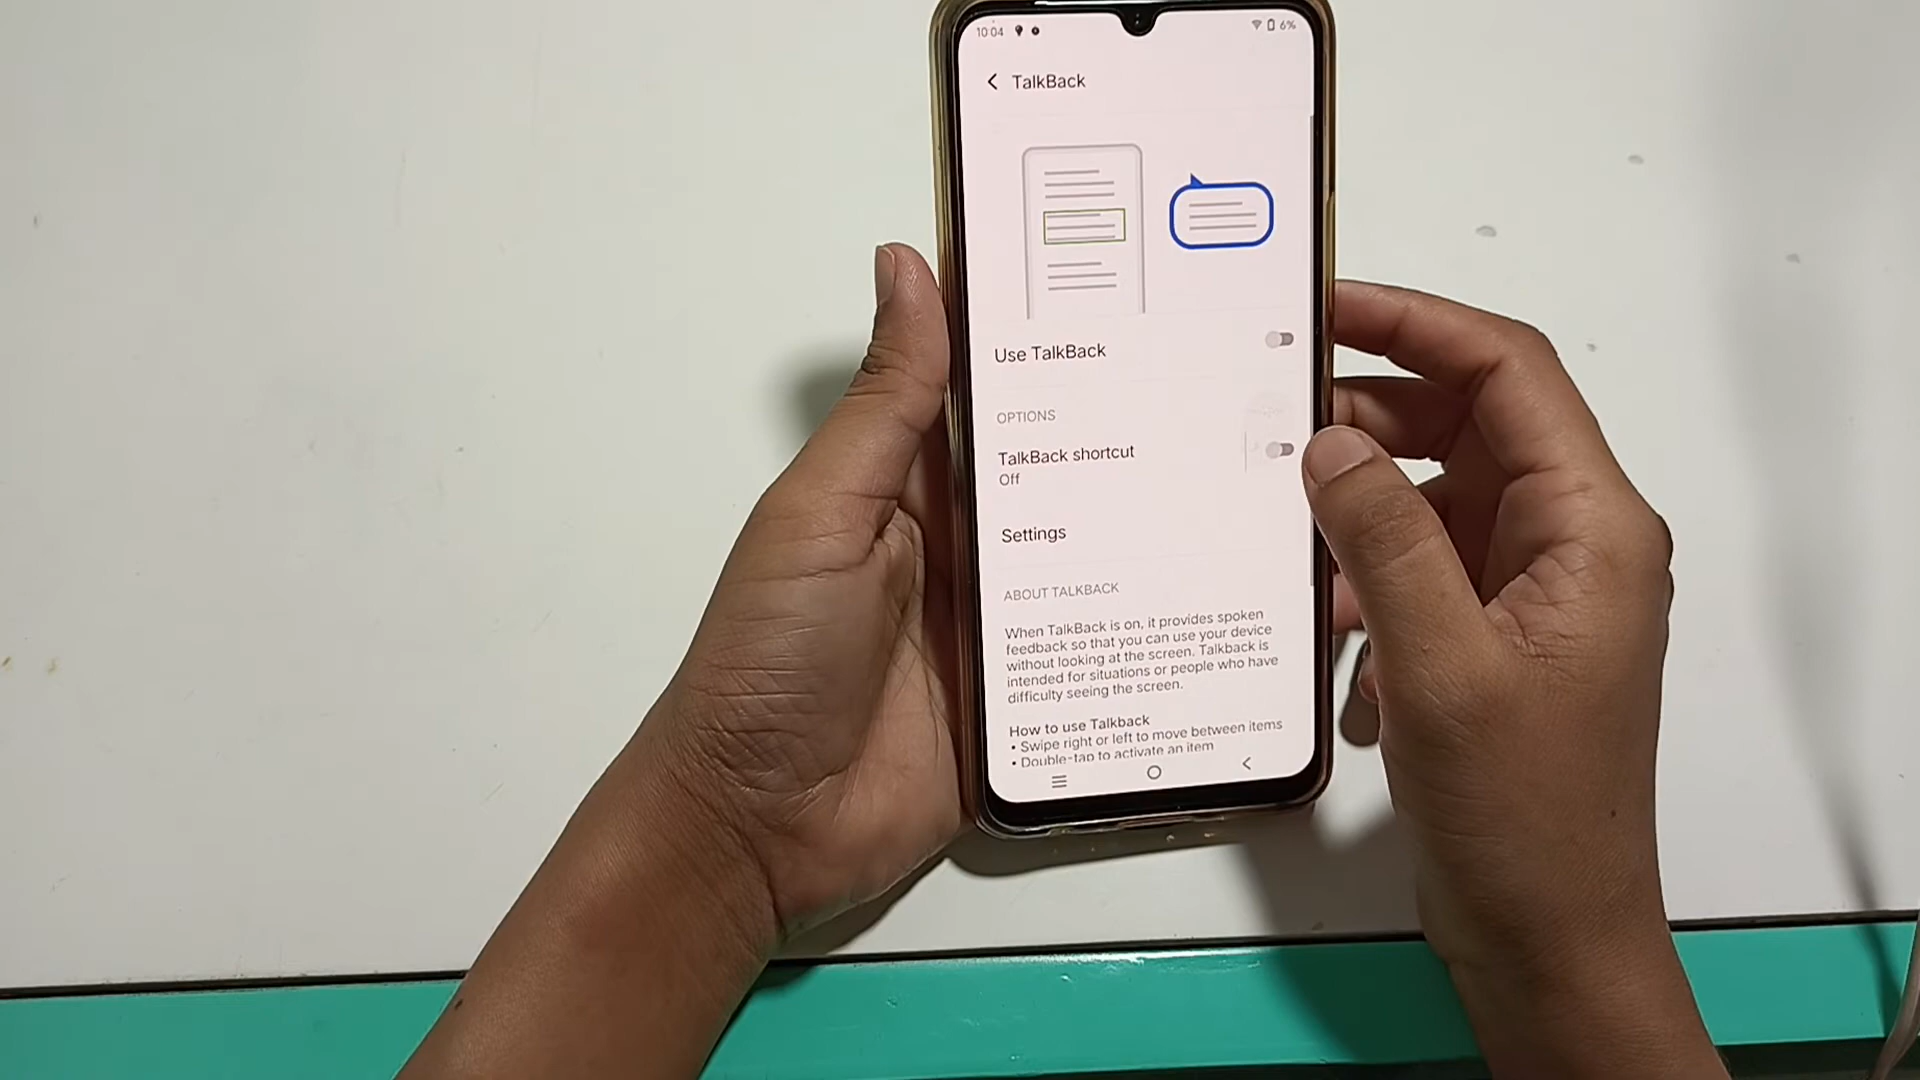 10:04
6%
TalkBack
Use TalkBack
OPTIONS
TalkBack shortcut
Off
Settings
ABOUT TALKBACK
When TalkBack is on, it provides spoken
feedback so that you can use your device
without looking at the screen. Talkback is
intended for situations or people who have
difficulty seeing the screen.
How to use Talkback
• Swipe right or left to move between items
• Double-tap to activate an item